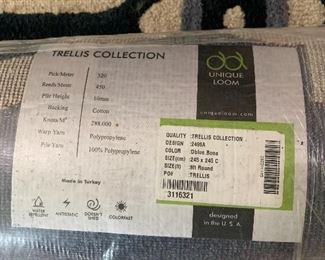 TRELLIS COLLECTION
Pick/Meter 320
Reeds/Meter 450
Pile Height 10mm
Backing Cotton
Knots/M² 288.000
Warp Yarn Polypropylene
Pile Yarn 100% Polypropylene
Made in Turkey
WATER REPELLENT
ANTISTATIC
DOESN'T SHED
COLORFAST
UNIQUE LOOM
uniqueloom.com
QUALITY :TRELLIS COLLECTION
DESIGN :2498A
COLOR :Dblue Bone
SIZE(cm) :245 x 245 C
SIZE(ft) :8ft Round
PO# :TRELLIS
3116321
designed in the U.S.A.